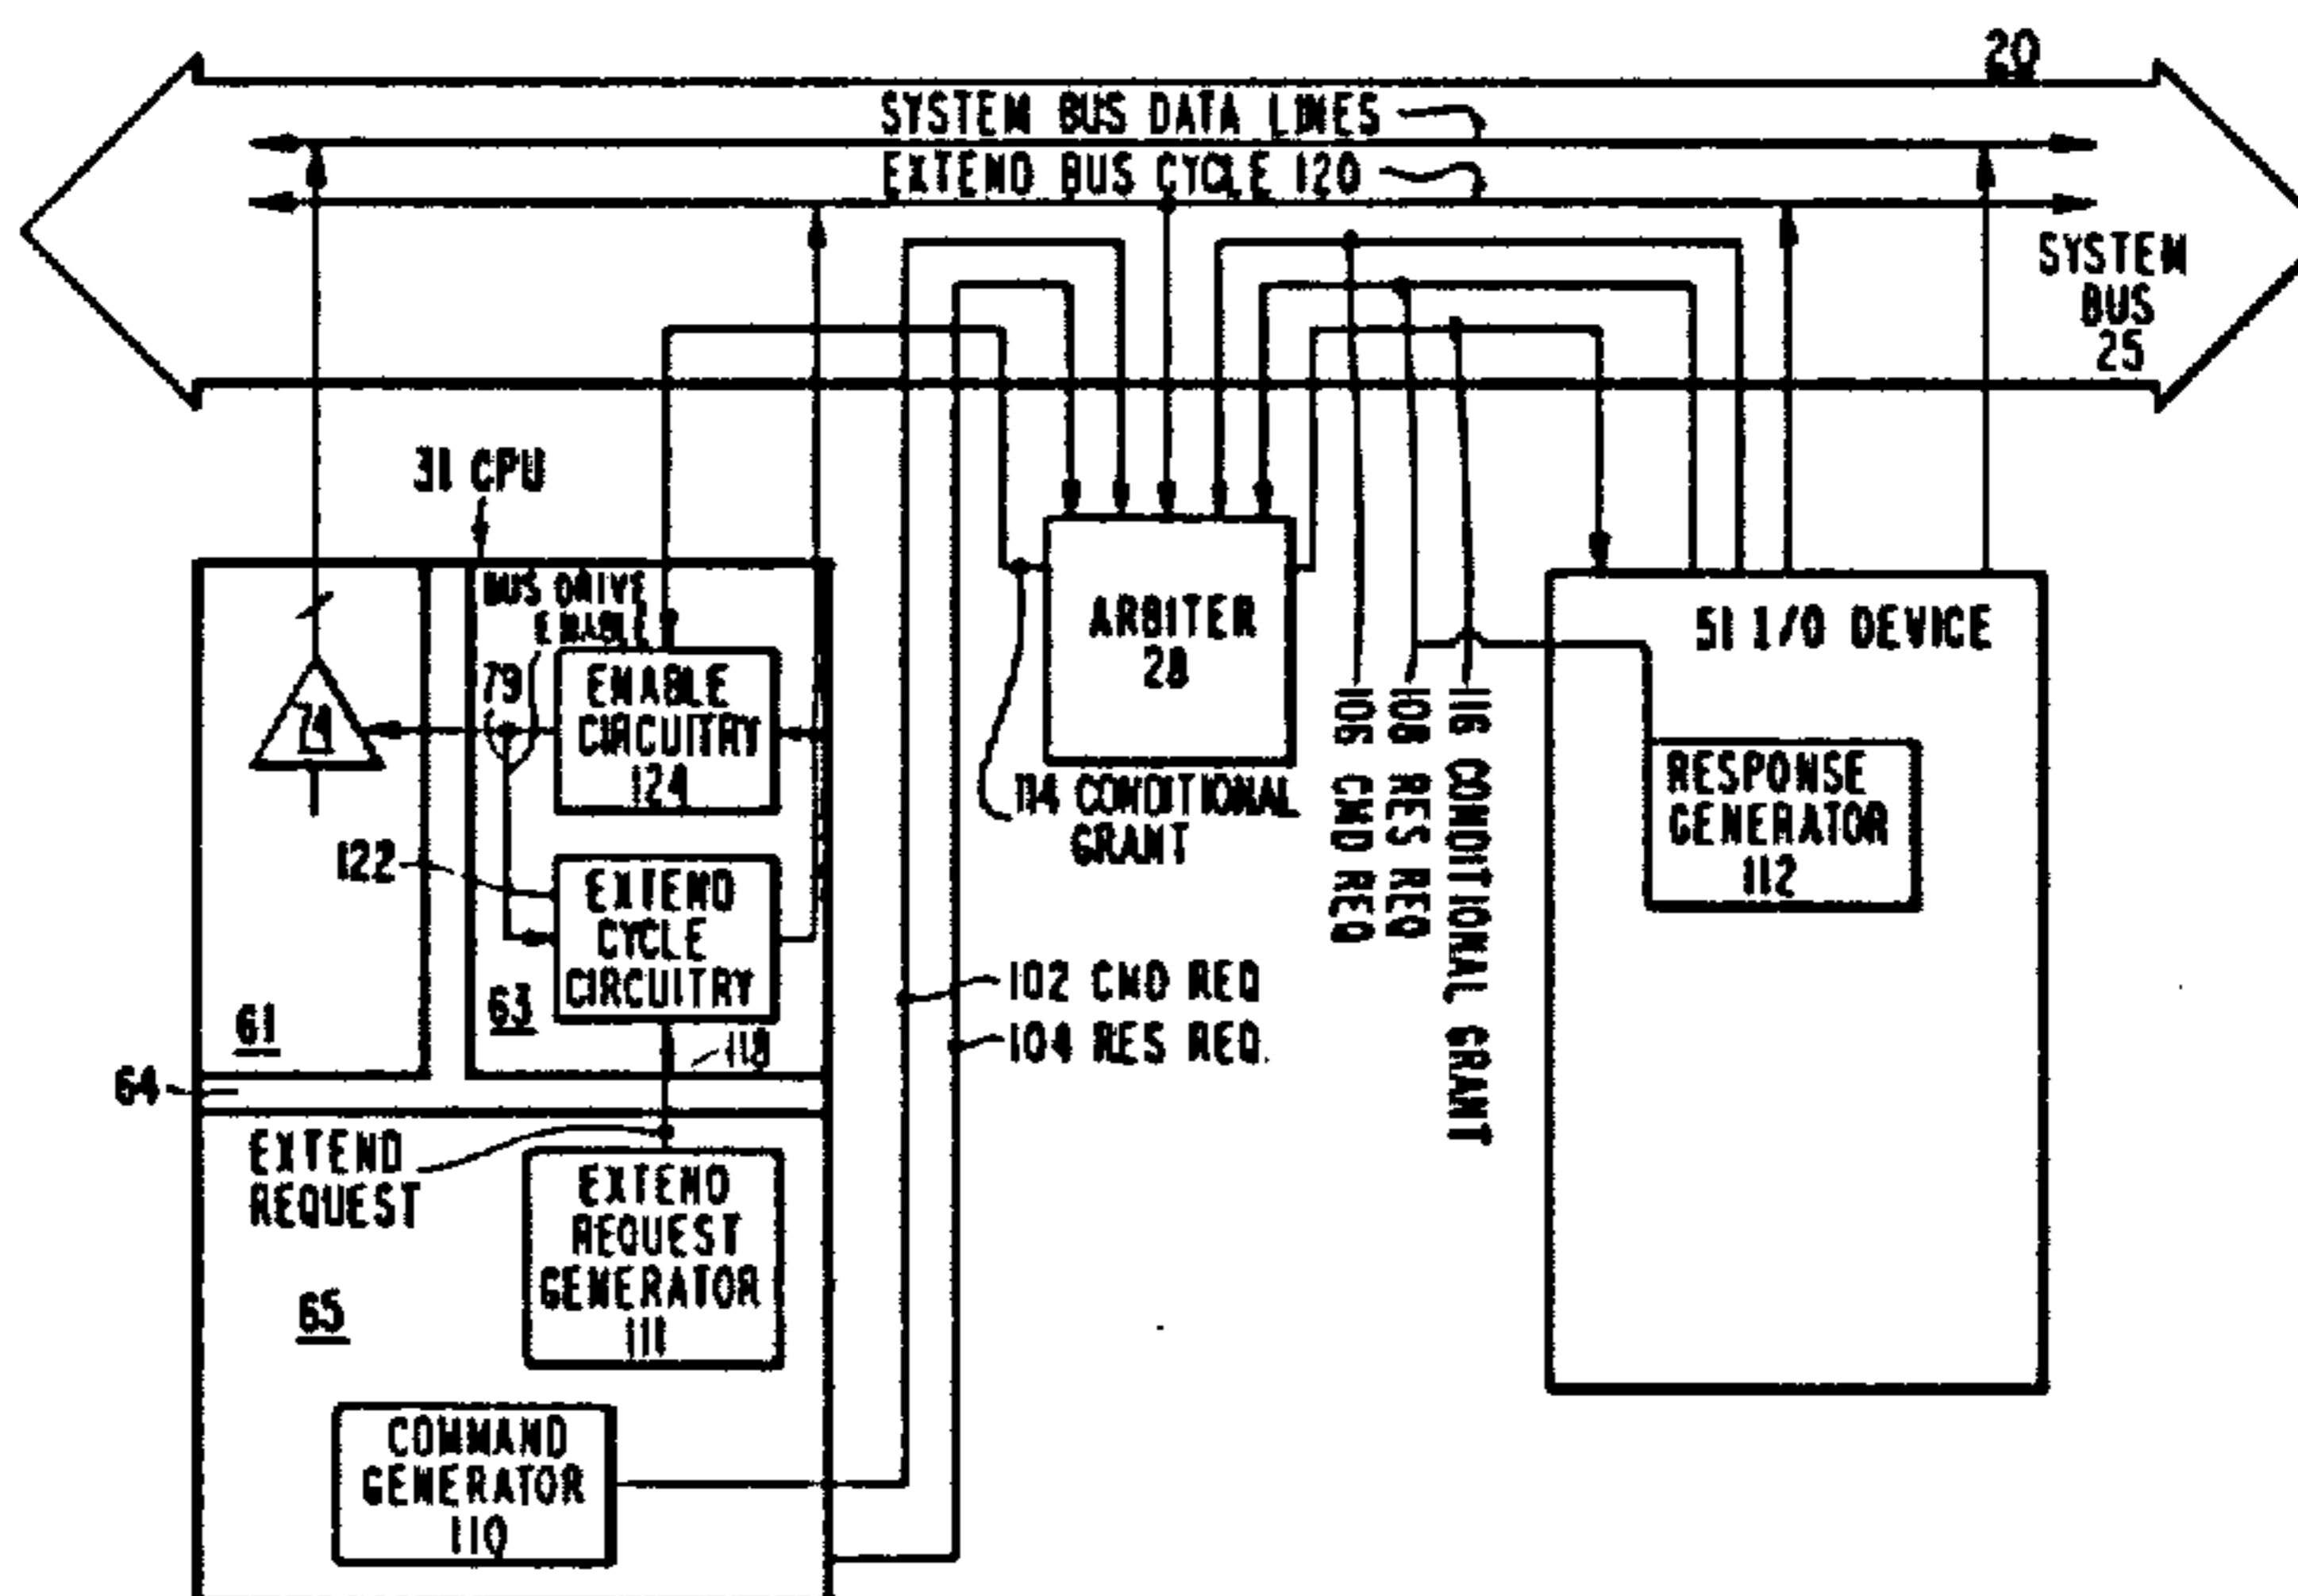 20
SYSTEM BUS DATA LINES
EXTEND BUS CYCLE 120
SYSTEM
BUS
25
31 CPU
BUS DRIVE
ENABLE
79
74
ENABLE
CIRCUITRY
124
122
EXTEND
CYCLE
CIRCUITRY
63
61
118
64
EXTEND
REQUEST
EXTEND
REQUEST
GENERATOR
111
65
COMMAND
GENERATOR
110
ARBITER
28
114 CONDITIONAL
GRANT
102 CMD REQ
104 RES REQ
106 CMD REQ
108 RES REQ
116 CONDITIONAL GRANT
51 I/O DEVICE
RESPONSE
GENERATOR
112